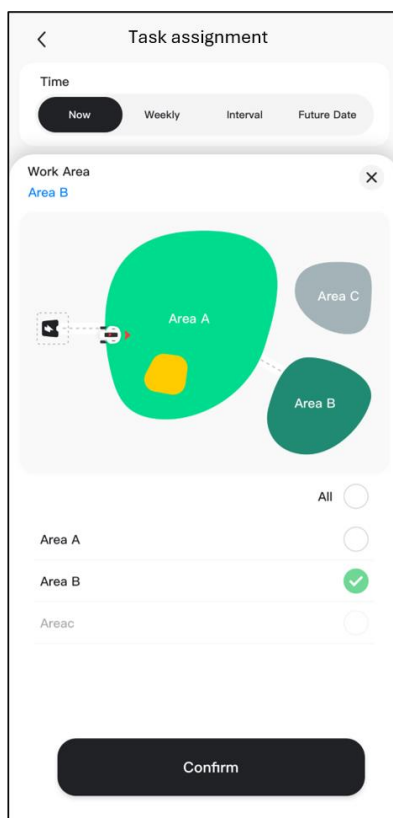 Task assignment
Time
Now Weekly Interval Future Date
Work Area
Area B
Area C
Area A
Area B
All
Area A
Area B
Areac
Confirm